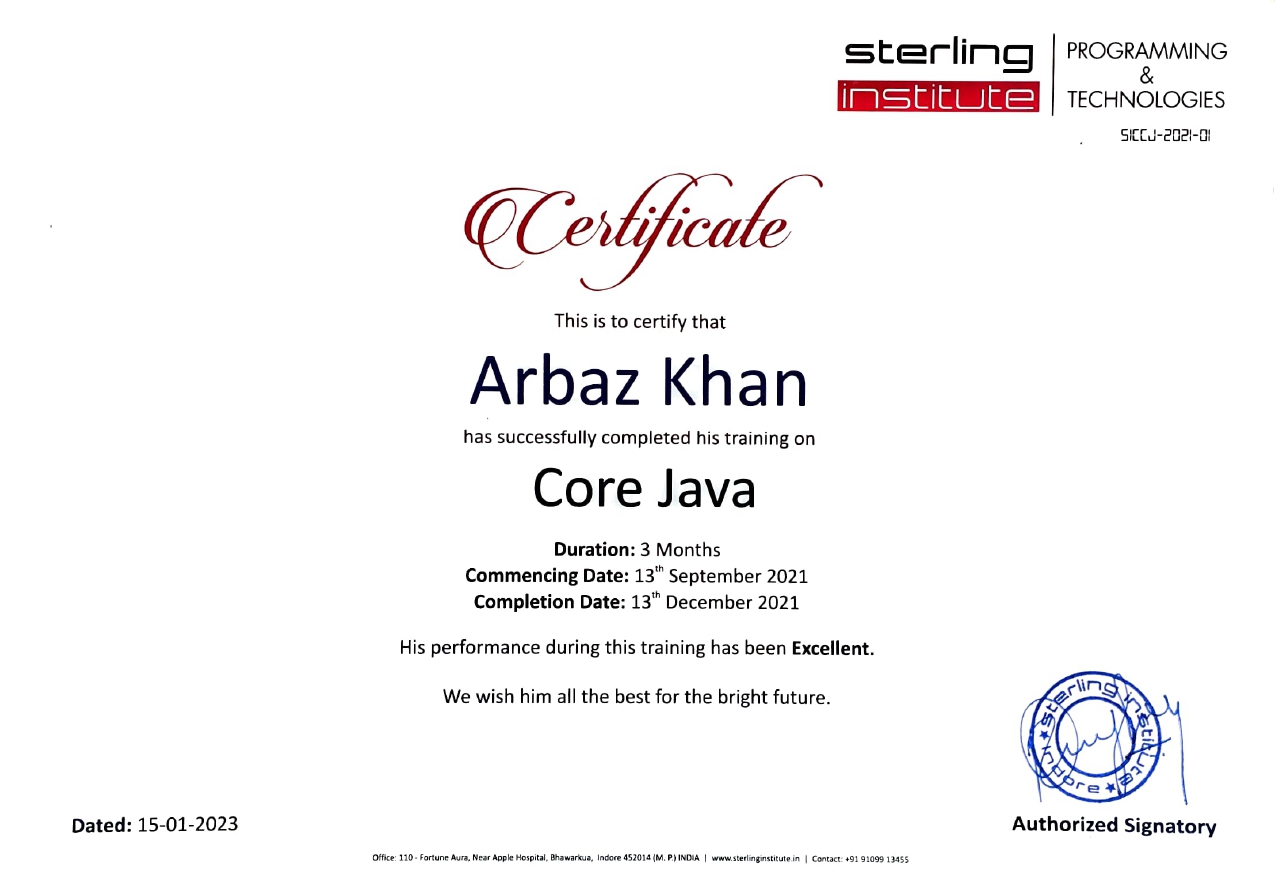 sterling
institute
PROGRAMMING
&
TECHNOLOGIES
SICCJ-2021-01
Certificate
This is to certify that
Arbaz Khan
has successfully completed his training on
Core Java
Duration: 3 Months
Commencing Date: 13th September 2021
Completion Date: 13th December 2021
His performance during this training has been Excellent.
We wish him all the best for the bright future.
sterling institute
★ Indore ★
Dated: 15-01-2023
Authorized Signatory
Office: 110 - Fortune Aura, Near Apple Hospital, Bhawarkua, Indore 452014 (M. P.) INDIA | www.sterlinginstitute.in | Contact: +91 91099 13455